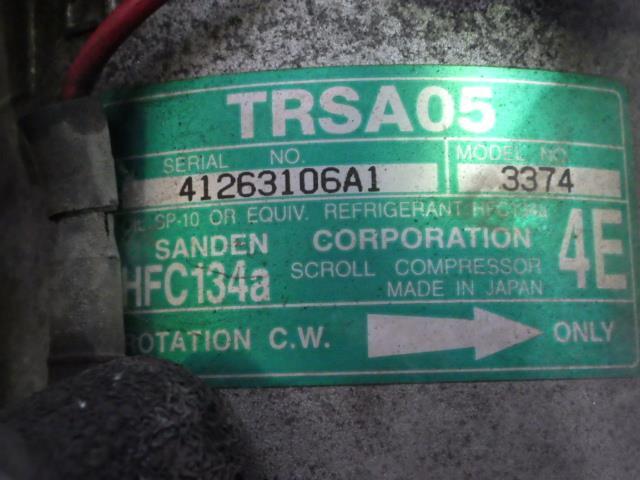 TRSA05
SERIAL NO. MODEL NO.
41263106A1 3374
SP-10 OR EQUIV. REFRIGERANT HFC134a
SANDEN CORPORATION 4E
HFC134a SCROLL COMPRESSOR
MADE IN JAPAN
ROTATION C.W. ONLY